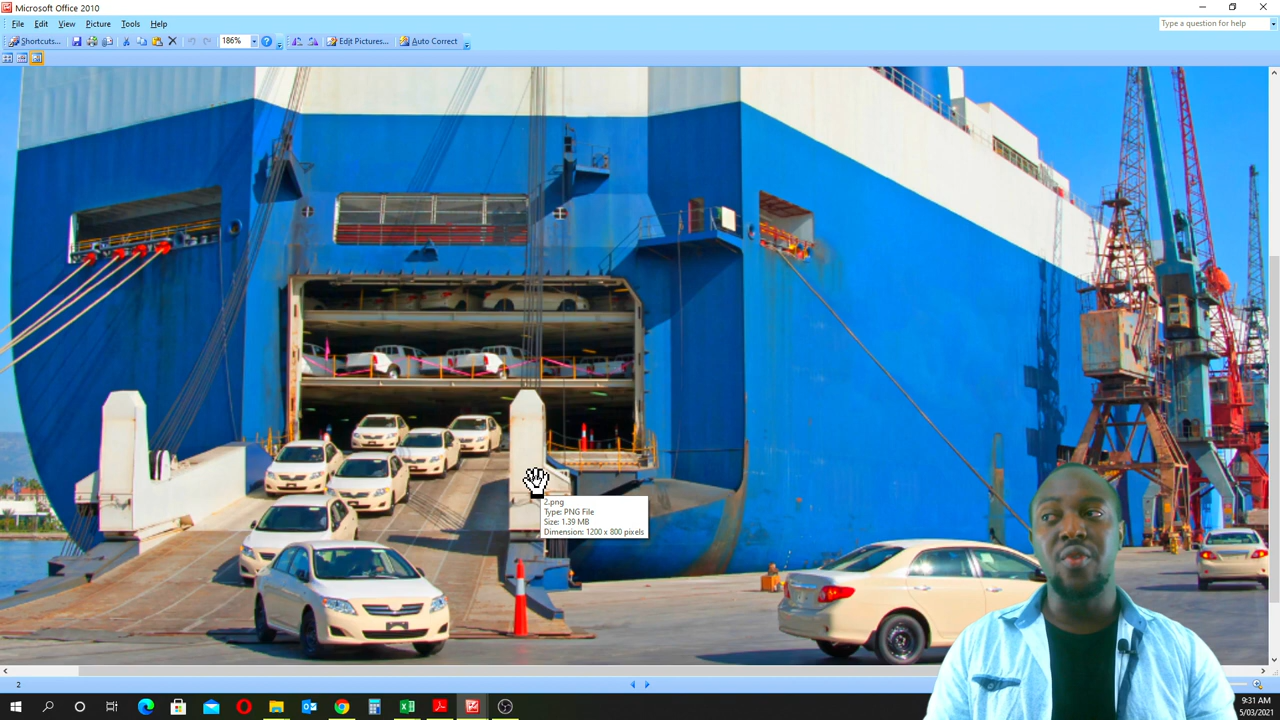 Microsoft Office 2010
File Edit View Picture Tools Help
Type a question for help
Shortcuts...
186%
Edit Pictures...
Auto Correct
2.png
Type: PNG File
Size: 1.39 MB
Dimension: 1200 x 800 pixels
2
9:31 AM
5/03/2021